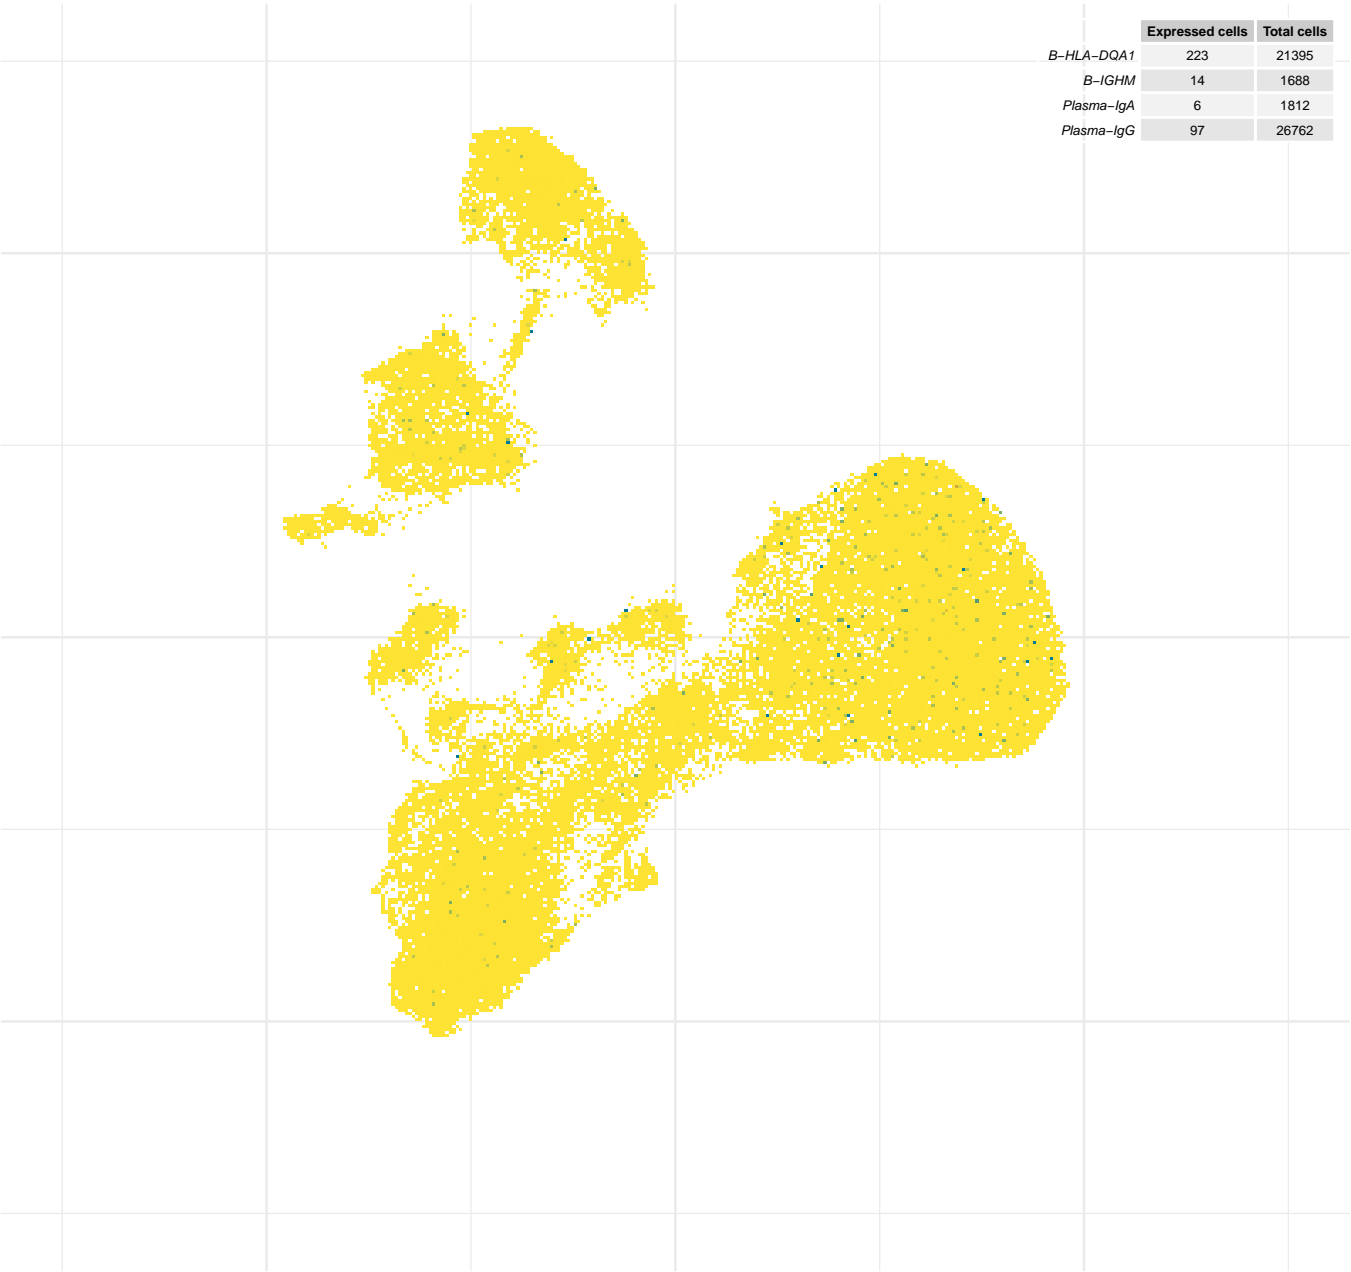 Expressed cells Total cells
B−HLA−DQA1 223 21395
B−IGHM 14 1688
Plasma−IgA 6 1812
Plasma−IgG 97 26762